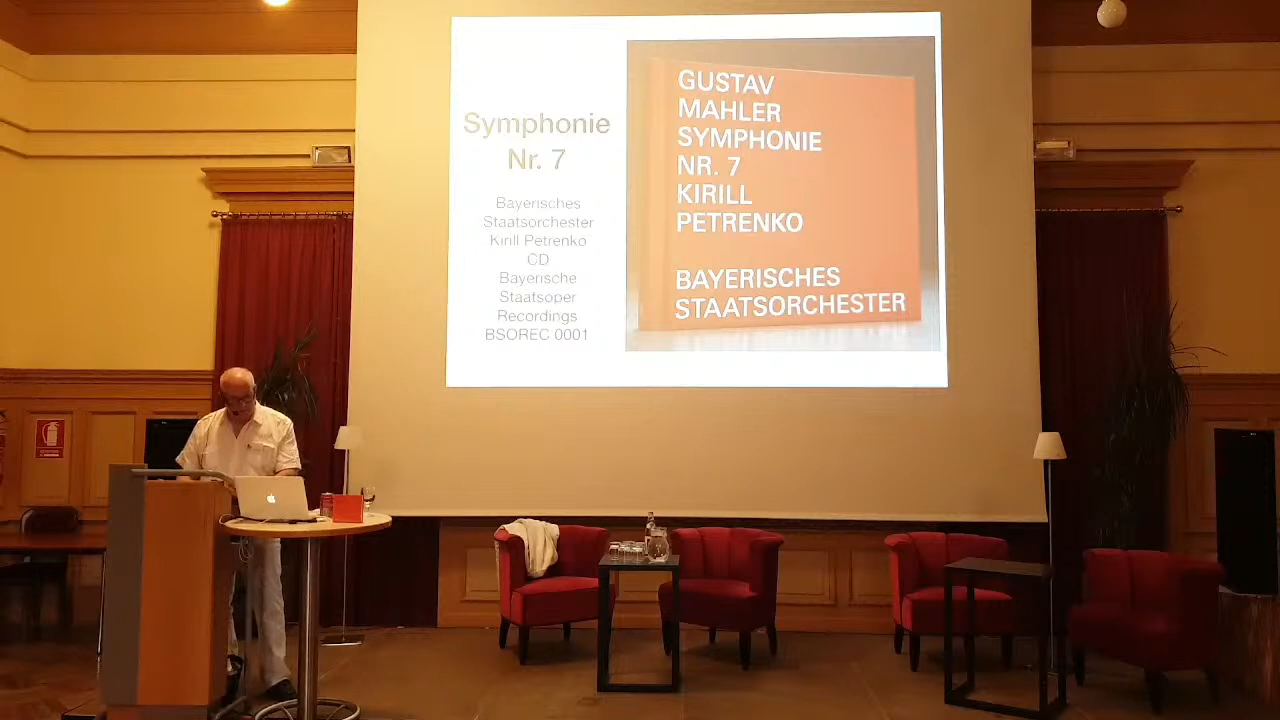 Symphonie
Nr. 7
Bayerisches
Staatsorchester
Kirill Petrenko
CD
Bayerische
Staatsoper
Recordings
BSOREC 0001
GUSTAV
MAHLER
SYMPHONIE
NR. 7
KIRILL
PETRENKO
BAYERISCHES
STAATSORCHESTER